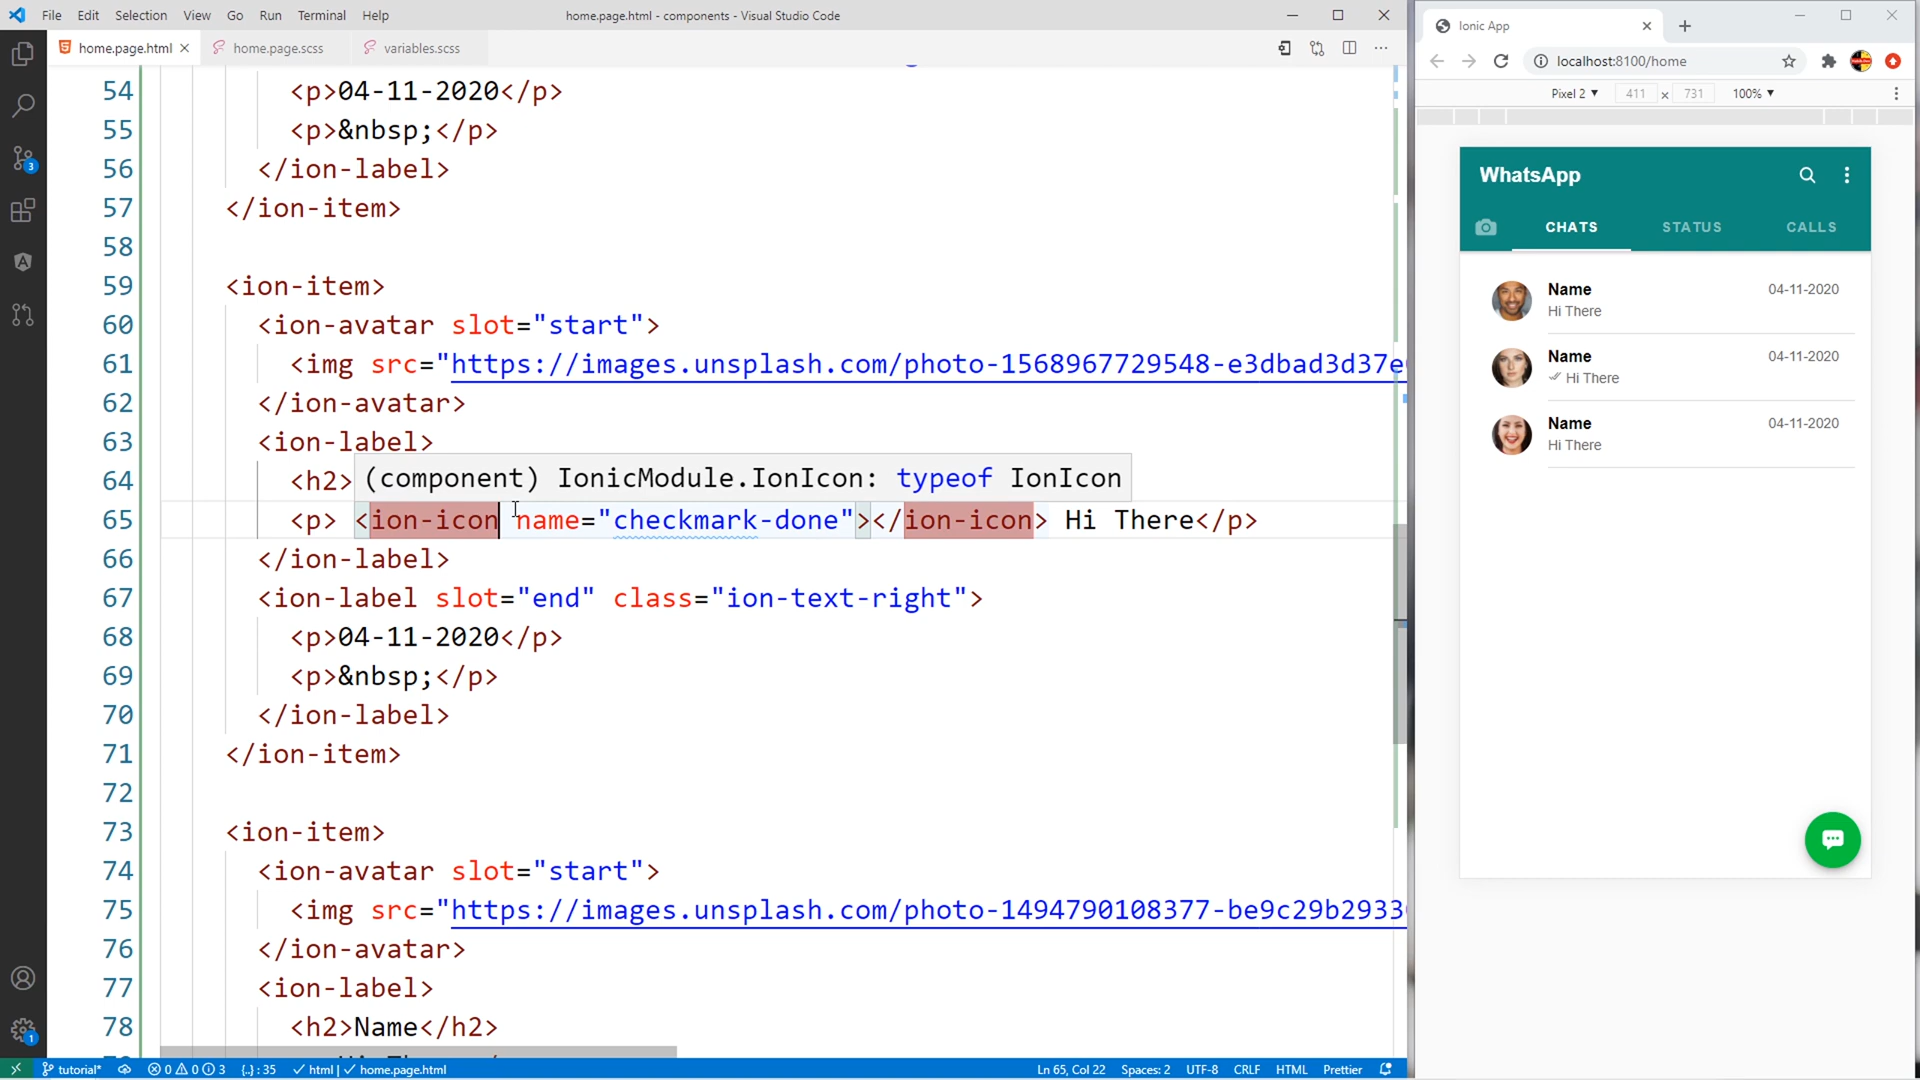 File Edit Selection View Go Run Terminal Help
home.page.html - components - Visual Studio Code
home.page.html
home.page.scss
variables.scss
54 <p>04-11-2020</p>
55 <p>&nbsp;</p>
56 </ion-label>
57 </ion-item>
58
59 <ion-item>
60 <ion-avatar slot="start">
61 <img src="https://images.unsplash.com/photo-1568967729548-e3dbad3d37e
62 </ion-avatar>
63 <ion-label>
64 <h2>
(component) IonicModule.IonIcon: typeof IonIcon
65 <p> <ion-icon name="checkmark-done"></ion-icon> Hi There</p>
66 </ion-label>
67 <ion-label slot="end" class="ion-text-right">
68 <p>04-11-2020</p>
69 <p>&nbsp;</p>
70 </ion-label>
71 </ion-item>
72
73 <ion-item>
74 <ion-avatar slot="start">
75 <img src="https://images.unsplash.com/photo-1494790108377-be9c29b2933
76 </ion-avatar>
77 <ion-label>
78 <h2>Name</h2>
3
1
tutorial*
0 0 3
{..} : 35
html | home.page.html
Ln 65, Col 22
Spaces: 2
UTF-8
CRLF
HTML
Prettier
Ionic App
localhost:8100/home
Pixel 2
411 x 731
100%
WhatsApp
CHATS
STATUS
CALLS
Name
04-11-2020
Hi There
Name
04-11-2020
Hi There
Name
04-11-2020
Hi There